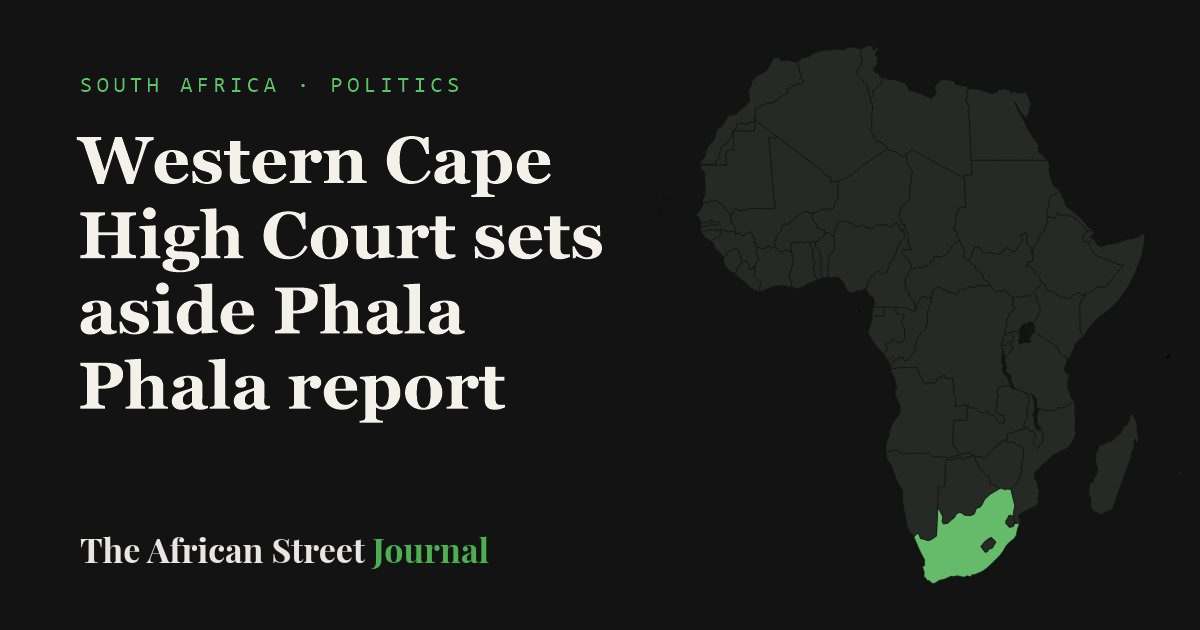 SOUTH AFRICA · POLITICS
Western Cape
High Court sets
aside Phala
Phala report
The African Street Journal